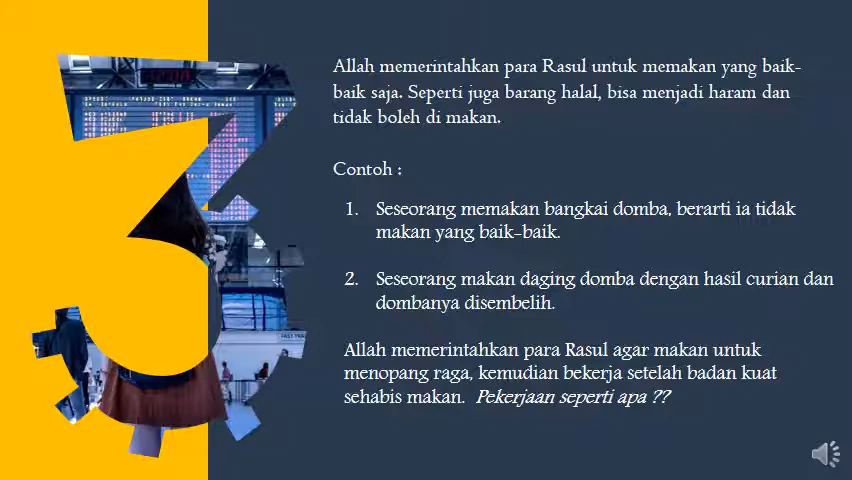 Allah memerintahkan para Rasul untuk memakan yang baik-
baik saja. Seperti juga barang halal, bisa menjadi haram dan
tidak boleh di makan.
Contoh :
1. Seseorang memakan bangkai domba, berarti ia tidak
makan yang baik-baik.
2. Seseorang makan daging domba dengan hasil curian dan
dombanya disembelih.
Allah memerintahkan para Rasul agar makan untuk
menopang raga, kemudian bekerja setelah badan kuat
sehabis makan. Pekerjaan seperti apa ??